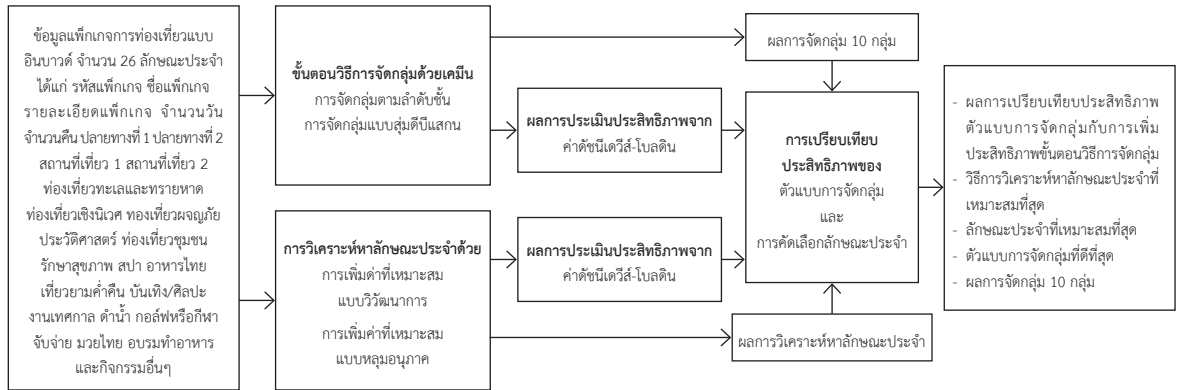 ข้อมูลแพ็กเกจการท่องเที่ยวแบบ
อินบาวด์ จำนวน 26 ลักษณะประจำ
ได้แก่ รหัสแพ็กเกจ ชื่อแพ็กเกจ
รายละเอียดแพ็กเกจ จำนวนวัน
จำนวนคืน ปลายทางที่ 1 ปลายทางที่ 2
สถานที่เที่ยว 1 สถานที่เที่ยว 2
ท่องเที่ยวทะเลและทรายหาด
ท่องเที่ยวเชิงนิเวศ ทองเที่ยวผจญภัย
ประวัติศาสตร์ ท่องเที่ยวชุมชน
รักษาสุขภาพ สปา อาหารไทย
เที่ยวยามค่ำคืน บันเทิง/ศิลปะ
งานเทศกาล ดำน้ำ กอล์ฟหรือกีฬา
จับจ่าย มวยไทย อบรมทำอาหาร
และกิจกรรมอื่นๆ
ขั้นตอนวิธีการจัดกลุ่มด้วยเคมีน
การจัดกลุ่มตามลำดับชั้น
การจัดกลุ่มแบบสุ่มดีบีแสกน
การวิเคราะห์หาลักษณะประจำด้วย
การเพิ่มค่าที่เหมาะสม
แบบวิวัฒนาการ
การเพิ่มค่าที่เหมาะสม
แบบหลุมอนุภาค
ผลการประเมินประสิทธิภาพจาก
ค่าดัชนีเดวีส์-โบลดิน
ผลการประเมินประสิทธิภาพจาก
ค่าดัชนีเดวีส์-โบลดิน
ผลการจัดกลุ่ม 10 กลุ่ม
การเปรียบเทียบ
ประสิทธิภาพของ
ตัวแบบการจัดกลุ่ม
และ
การคัดเลือกลักษณะประจำ
ผลการวิเคราะห์หาลักษณะประจำ
- ผลการเปรียบเทียบประสิทธิภาพ
ตัวแบบการจัดกลุ่มกับการเพิ่ม
ประสิทธิภาพขั้นตอนวิธีการจัดกลุ่ม
- วิธีการวิเคราะห์หาลักษณะประจำที่
เหมาะสมที่สุด
- ลักษณะประจำที่เหมาะสมที่สุด
- ตัวแบบการจัดกลุ่มที่ดีที่สุด
- ผลการจัดกลุ่ม 10 กลุ่ม